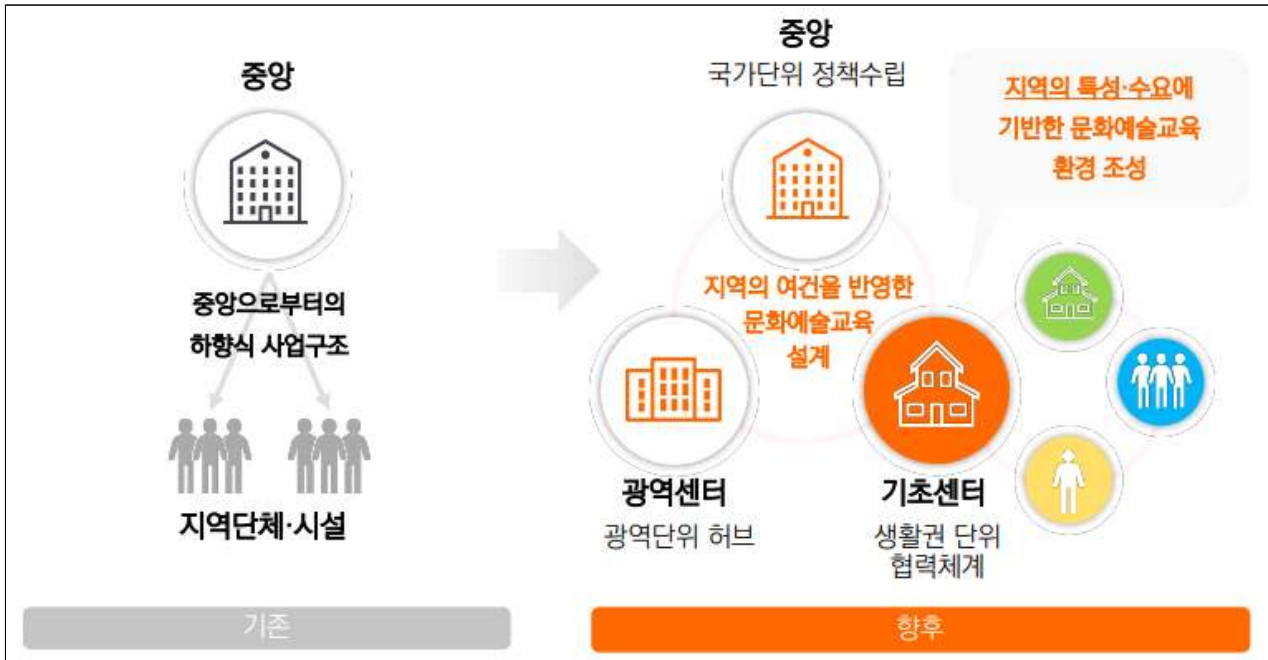 중앙
중앙으로부터의
하향식 사업구조
지역단체·시설
기존
중앙
국가단위 정책수립
지역의 특성·수요에
기반한 문화예술교육
환경 조성
지역의 여건을 반영한
문화예술교육
설계
광역센터
광역단위 허브
기초센터
생활권 단위
협력체계
향후